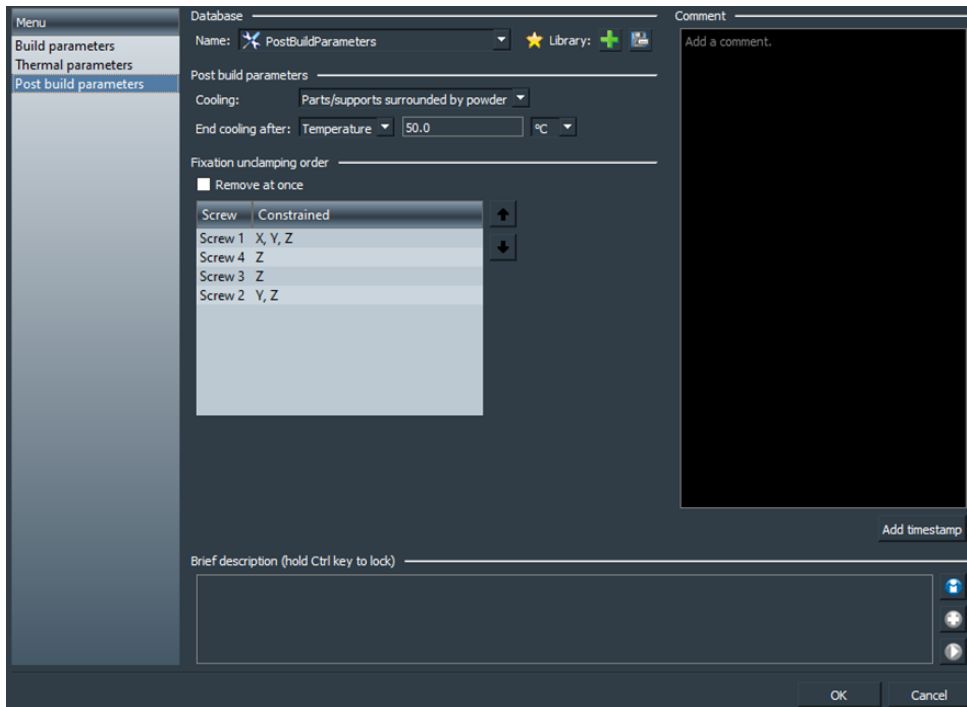 Menu
Build parameters
Thermal parameters
Post build parameters
Database
Name: PostBuildParameters Library:
Post build parameters
Cooling: Parts/supports surrounded by powder
End cooling after: Temperature 50.0 ºC
Fixation unclamping order
Remove at once
Screw Constrained
Screw 1 X, Y, Z
Screw 4 Z
Screw 3 Z
Screw 2 Y, Z
Comment
Add a comment.
Add timestamp
Brief description (hold Ctrl key to lock)
OK Cancel